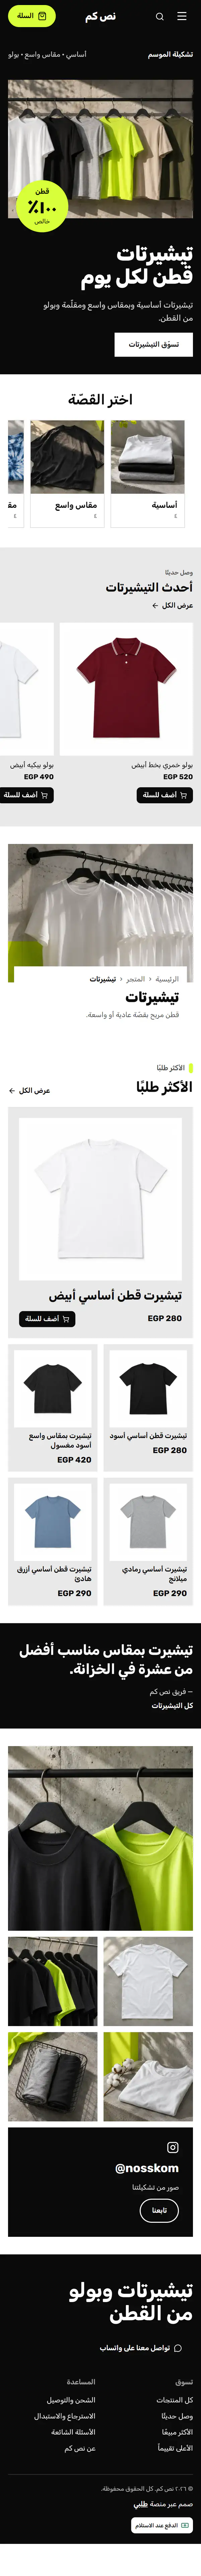 نص كم
السلة
تشكيلة الموسم
أساسي • مقاس واسع • بولو
قطن
١٠٠٪
خالص
تيشيرتات
قطن لكل يوم
تيشيرتات أساسية وبمقاس واسع ومقلّمة وبولو
من القطن.
تسوّق التيشيرتات
اختر القصّة
أساسية
٤
مقاس واسع
٤
وصل حديثًا
أحدث التيشيرتات
عرض الكل
بولو خمري بخط أبيض
520 EGP
أضف للسلة
بولو بيكيه أبيض
490 EGP
أضف للسلة
الرئيسية
المتجر
تيشيرتات
تيشيرتات
قطن مريح بقصّة عادية أو واسعة.
الأكثر طلبًا
الأكثر طلبًا
عرض الكل
تيشيرت قطن أساسي أبيض
280 EGP
أضف للسلة
تيشيرت قطن أساسي أسود
280 EGP
تيشيرت بمقاس واسع
أسود مغسول
420 EGP
تيشيرت أساسي رمادي
ميلانج
290 EGP
تيشيرت قطن أساسي أزرق
هادئ
290 EGP
تيشيرت بمقاس مناسب أفضل
من عشرة في الخزانة.
— فريق نص كم
كل التيشيرتات
@nosskom
صور من تشكيلتنا
تابعنا
تيشيرتات وبولو
من القطن
تواصل معنا على واتساب
تسوق
كل المنتجات
وصل حديثًا
الأكثر مبيعًا
الأعلى تقييماً
المساعدة
الشحن والتوصيل
الاسترجاع والاستبدال
الأسئلة الشائعة
عن نص كم
© ٢٠٢٦ نص كم. كل الحقوق محفوظة.
صمم عبر منصة طلبي
الدفع عند الاستلام